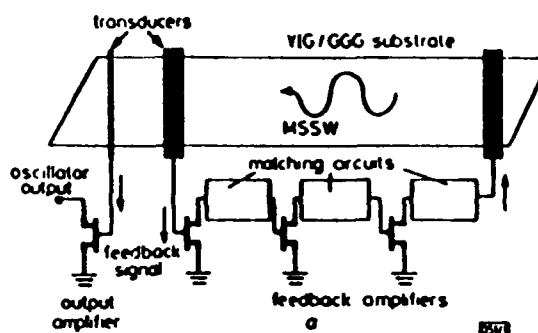 transducers
YIG/GGG substrate
MSSW
matching circuits
oscillator
output
feedback
signal
output
amplifier
feedback amplifiers
a